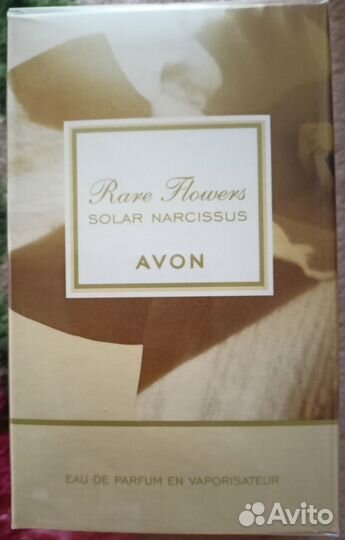 Rare Flowers
SOLAR NARCISSUS
AVON
EAU DE PARFUM EN VAPORISATEUR
Avito